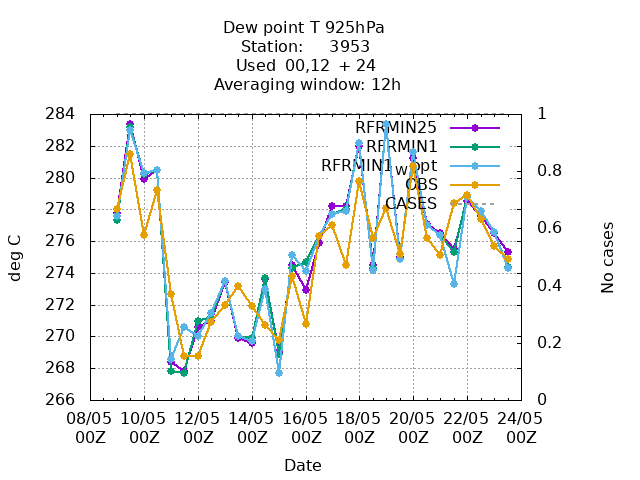 Dew point T 925hPa
Station: 3953
Used 00,12 + 24
Averaging window: 12h
284
282
280
278
276
274
272
270
268
266
deg C
1
0.8
0.6
0.4
0.2
0
No cases
RFRMIN25
RFRMIN1
RFRMIN1_wopt
OBS
CASES
08/05 10/05 12/05 14/05 16/05 18/05 20/05 22/05 24/05
00Z 00Z 00Z 00Z 00Z 00Z 00Z 00Z 00Z
Date